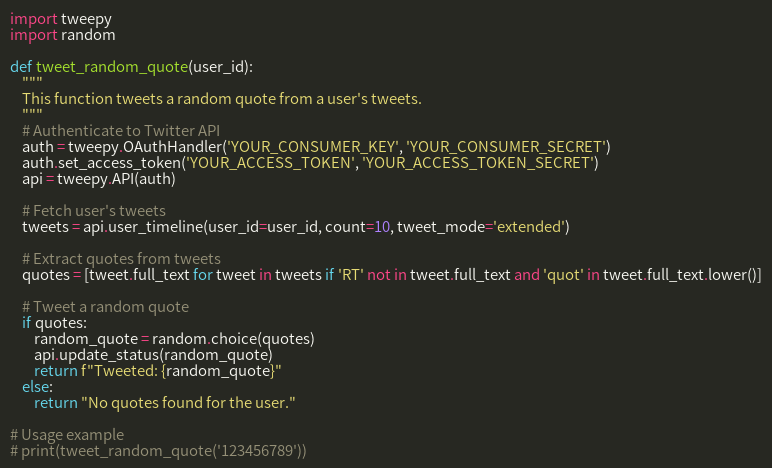 import tweepy
import random

def tweet_random_quote(user_id):
    """
    This function tweets a random quote from a user's tweets.
    """
    # Authenticate to Twitter API
    auth = tweepy.OAuthHandler('YOUR_CONSUMER_KEY', 'YOUR_CONSUMER_SECRET')
    auth.set_access_token('YOUR_ACCESS_TOKEN', 'YOUR_ACCESS_TOKEN_SECRET')
    api = tweepy.API(auth)

    # Fetch user's tweets
    tweets = api.user_timeline(user_id=user_id, count=10, tweet_mode='extended')

    # Extract quotes from tweets
    quotes = [tweet.full_text for tweet in tweets if 'RT' not in tweet.full_text and 'quot' in tweet.full_text.lower()]

    # Tweet a random quote
    if quotes:
        random_quote = random.choice(quotes)
        api.update_status(random_quote)
        return f"Tweeted: {random_quote}"
    else:
        return "No quotes found for the user."

# Usage example
# print(tweet_random_quote('123456789'))